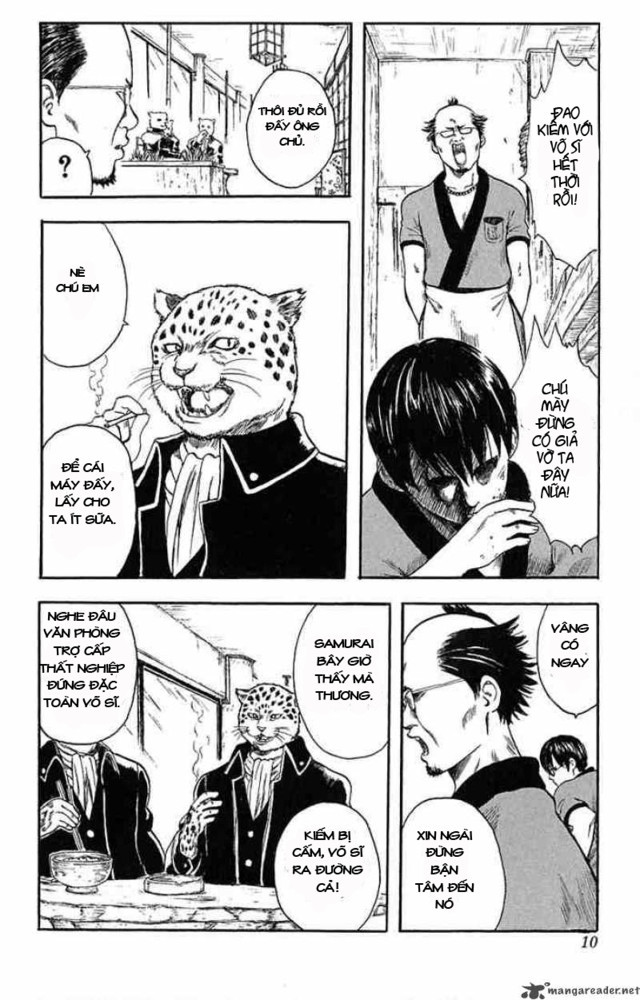 ĐAO
KIẾM VỚI
VÕ SĨ
HẾT
THỜI
RỒI!
CHÚ
MÀY
ĐỪNG
CÓ GIẢ
VỜ TA
ĐÂY
NỮA!
THÔI ĐỦ RỒI
ĐẤY ÔNG
CHỦ.
?
NÈ
CHÚ EM
ĐỂ CÁI
MÁY ĐẤY,
LẤY CHO
TA ÍT SỮA.
VÂNG
CÓ
NGAY
XIN NGÀI
ĐỪNG
BẬN
TÂM ĐẾN
NÓ
SAMURAI
BÂY GIỜ
THẤY MÀ
THƯƠNG.
NGHE ĐÂU
VĂN PHÒNG
TRỢ CẤP
THẤT NGHIỆP
ĐỨNG ĐẶC
TOÀN VÕ SĨ.
KIẾM BỊ
CẤM, VÕ SĨ
RA ĐƯỜNG
CẢ!
10
mangareader.net